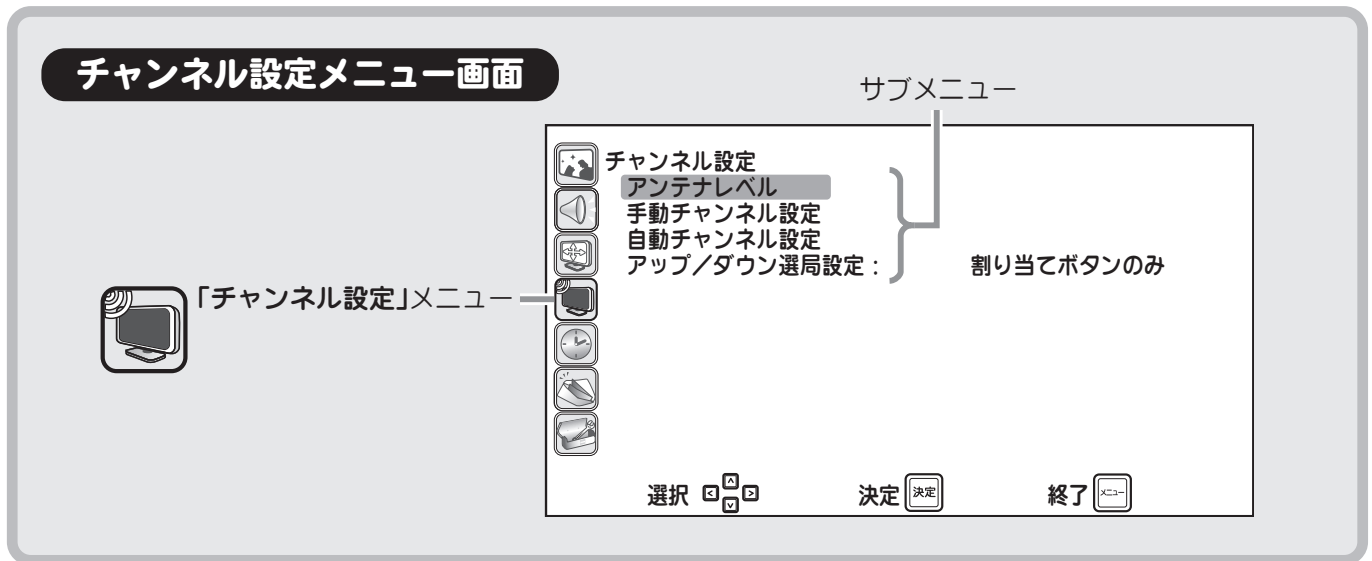 チャンネル設定メニュー画面
サブメニュー
チャンネル設定
アンテナレベル
手動チャンネル設定
自動チャンネル設定
アップ／ダウン選局設定： 割り当てボタンのみ
「チャンネル設定」メニュー
選択 決定 決定 終了 メニュー